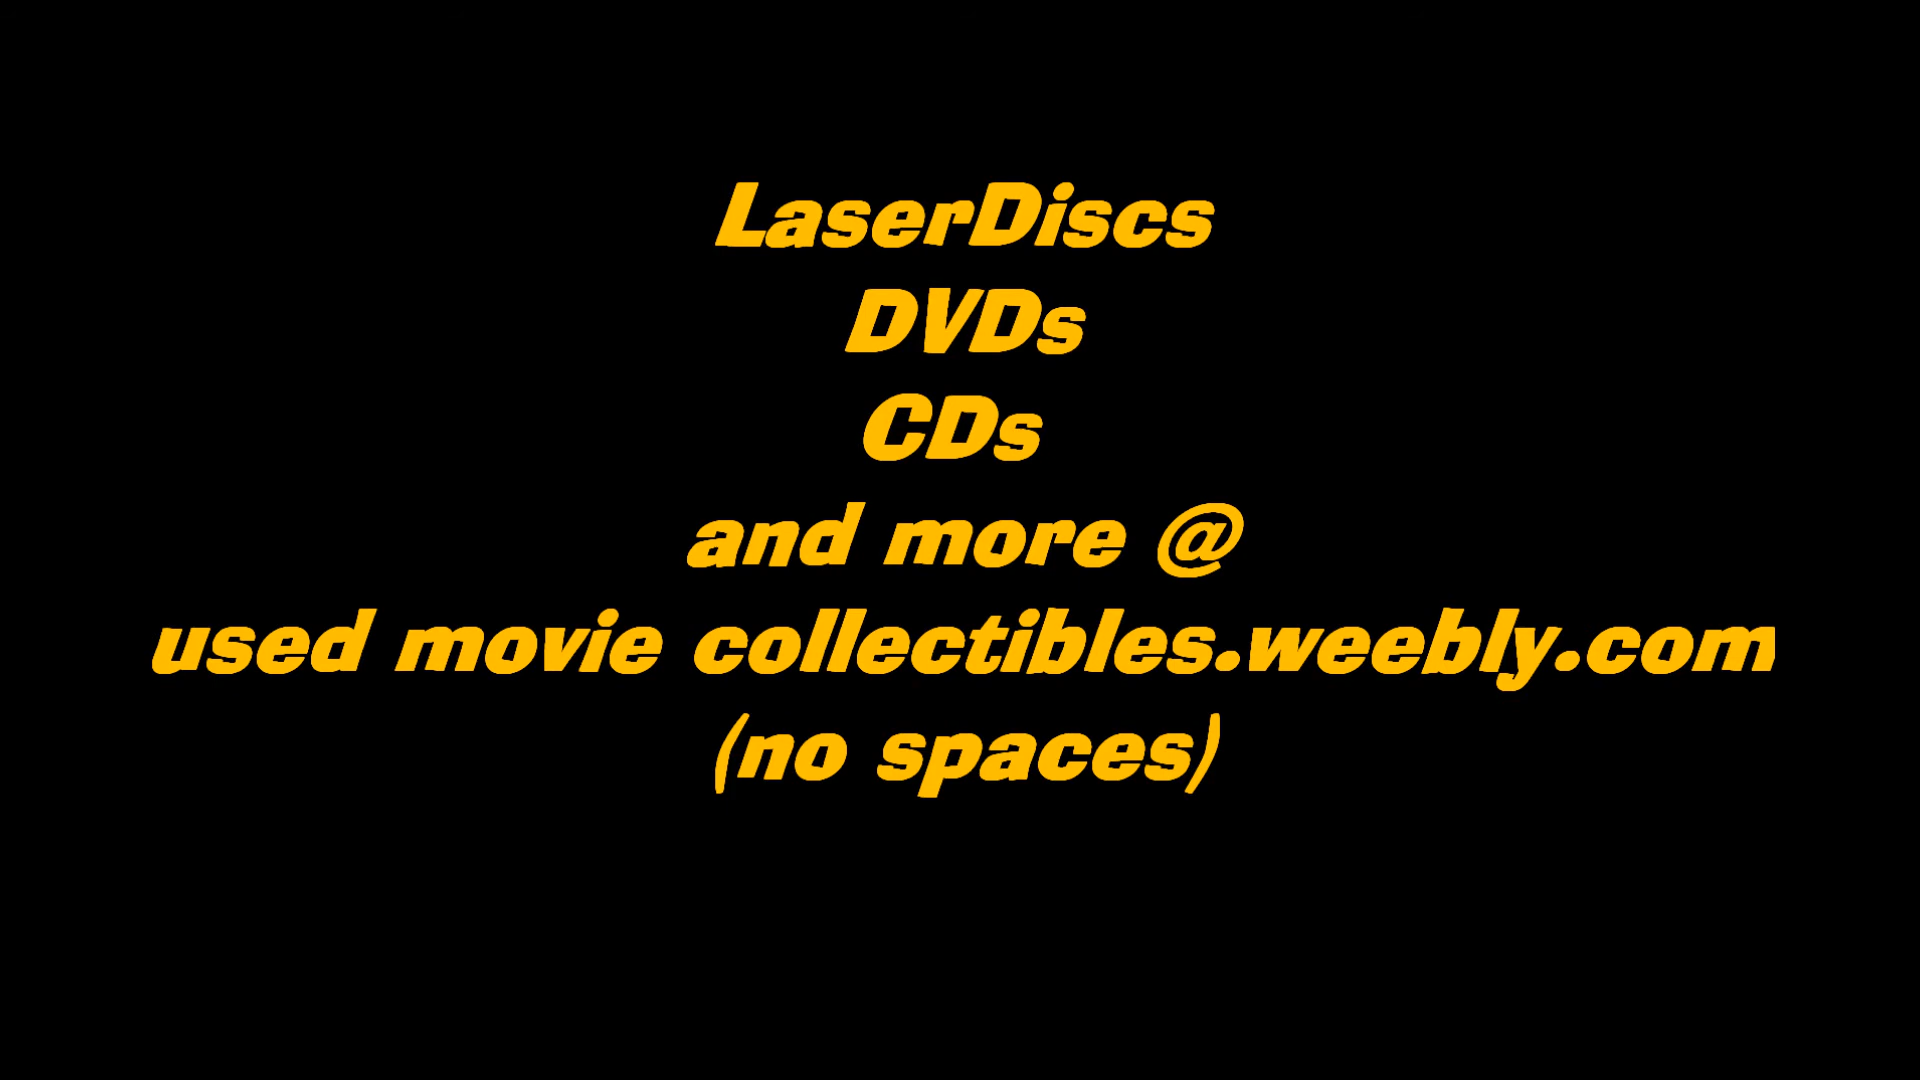 LaserDiscs
DVDs
CDs
and more @
used movie collectibles.weebly.com
(no spaces)